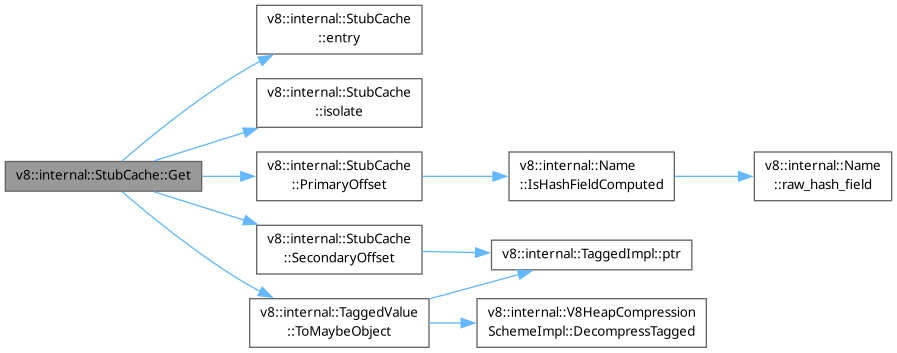 v8::internal::StubCache::Get
v8::internal::StubCache
::entry
v8::internal::StubCache
::isolate
v8::internal::StubCache
::PrimaryOffset
v8::internal::Name
::IsHashFieldComputed
v8::internal::Name
::raw_hash_field
v8::internal::StubCache
::SecondaryOffset
v8::internal::TaggedImpl::ptr
v8::internal::TaggedValue
::ToMaybeObject
v8::internal::V8HeapCompression
SchemeImpl::DecompressTagged